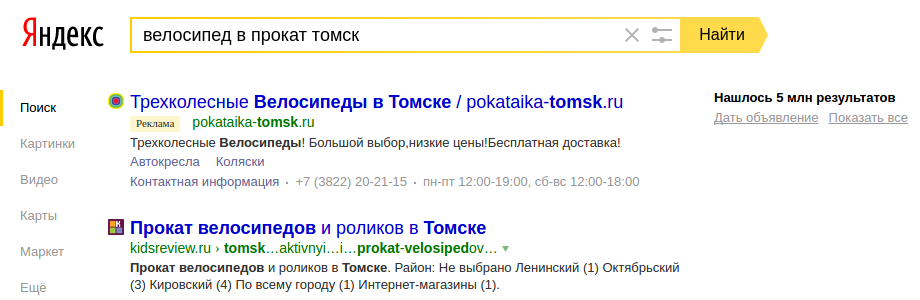 Яндекс
велосипед в прокат томск
Найти
Поиск
Картинки
Видео
Карты
Маркет
Ещё
Трехколесные Велосипеды в Томске / pokataika-tomsk.ru
Реклама pokataika-tomsk.ru
Трехколесные Велосипеды! Большой выбор,низкие цены!Бесплатная доставка!
Автокресла Коляски
Контактная информация · +7 (3822) 20-21-15 · пн-пт 12:00-19:00, сб-вс 12:00-18:00
Прокат велосипедов и роликов в Томске
kidsreview.ru › tomsk…aktivnyi…i…prokat-velosipedov…
Прокат велосипедов и роликов в Томске. Район: Не выбрано Ленинский (1) Октябрьский
(3) Кировский (4) По всему городу (1) Интернет-магазины (1).
Нашлось 5 млн результатов
Дать объявление Показать все